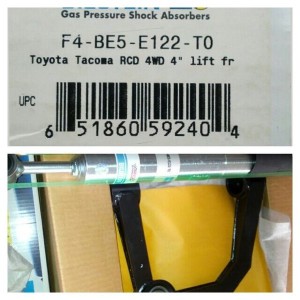 Gas Pressure Shock Absorbers
F4-BE5-E122-T0
Toyota Tacoma RCD 4WD 4" lift fr
UPC
6 51860 59240 4